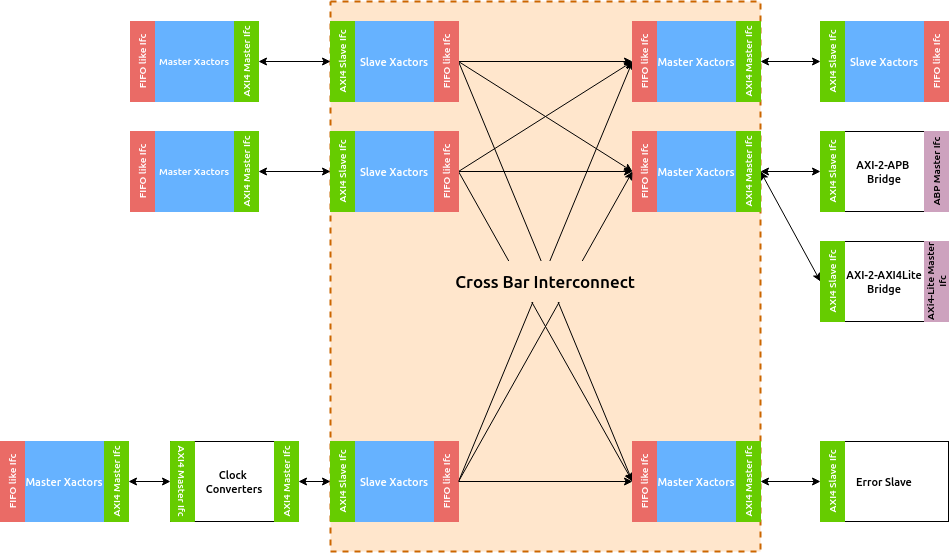 FIFO like Ifc
Master Xactors
AXI4 Master Ifc
AXI4 Slave Ifc
Slave Xactors
FIFO like Ifc
FIFO like Ifc
Master Xactors
AXI4 Master Ifc
AXI4 Slave Ifc
Slave Xactors
FIFO like Ifc
FIFO like Ifc
Master Xactors
AXI4 Master Ifc
AXI4 Slave Ifc
Slave Xactors
FIFO like Ifc
FIFO like Ifc
Master Xactors
AXI4 Master Ifc
AXI4 Slave Ifc
AXI-2-APB
Bridge
ABP Master Ifc
AXI4 Slave Ifc
AXI-2-AXI4Lite
Bridge
AXi4-Lite Master
Ifc
Cross Bar Interconnect
FIFO like Ifc
Master Xactors
AXI4 Master Ifc
AXI4 Master Ifc
Clock
Converters
AXI4 Master Ifc
AXI4 Slave Ifc
Slave Xactors
FIFO like Ifc
FIFO like Ifc
Master Xactors
AXI4 Master Ifc
AXI4 Slave Ifc
Error Slave